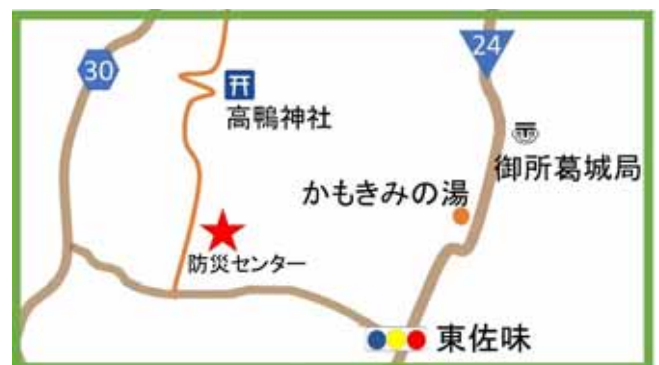 30
24
高鴨神社
御所葛城局
かもきみの湯
防災センター
東佐味